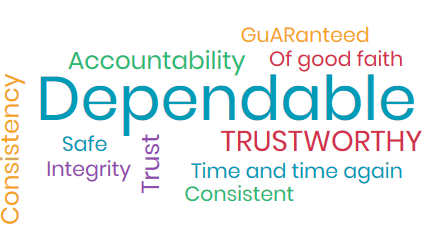 GuARanteed
Accountability
Of good faith
Dependable
Consistency
Safe
Trust
TRUSTWORTHY
Integrity
Time and time again
Consistent